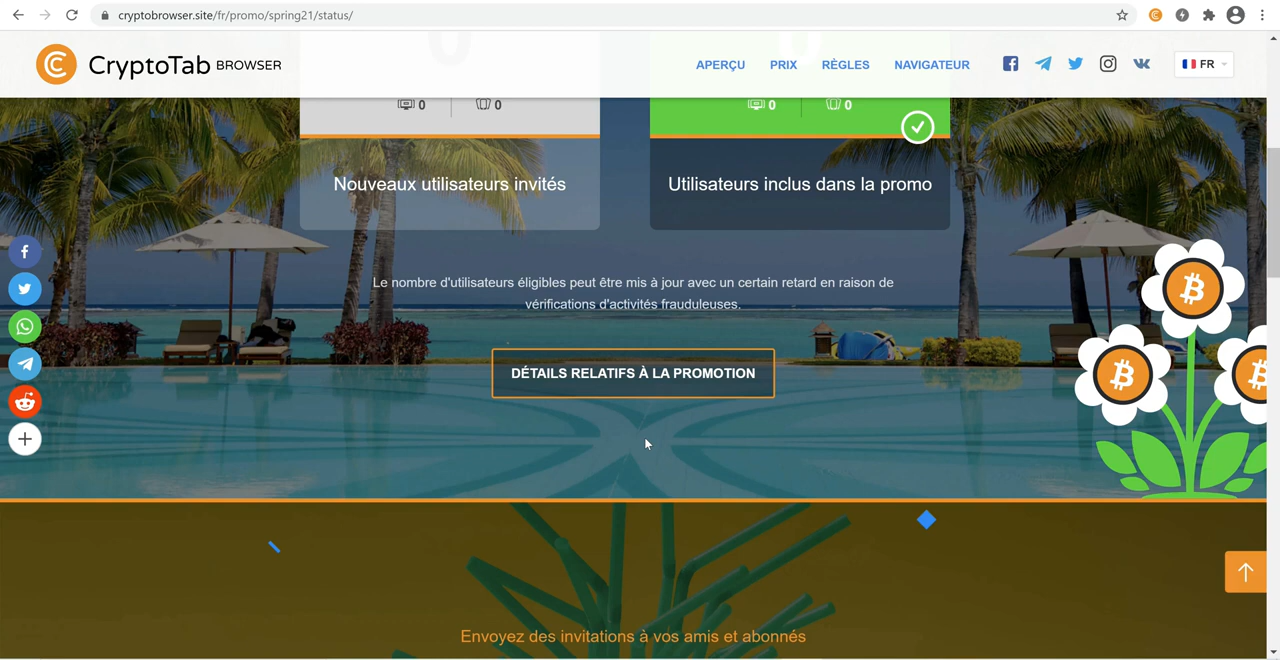 cryptobrowser.site/fr/promo/spring21/status/
CryptoTab BROWSER
APERÇU PRIX RÈGLES NAVIGATEUR FR
0 0 0 0
Nouveaux utilisateurs invités
Utilisateurs inclus dans la promo
Le nombre d'utilisateurs éligibles peut être mis à jour avec un certain retard en raison de
vérifications d'activités frauduleuses.
DÉTAILS RELATIFS À LA PROMOTION
Envoyez des invitations à vos amis et abonnés